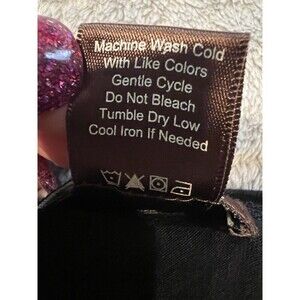 Machine Wash Cold
With Like Colors
Gentle Cycle
Do Not Bleach
Tumble Dry Low
Cool Iron If Needed